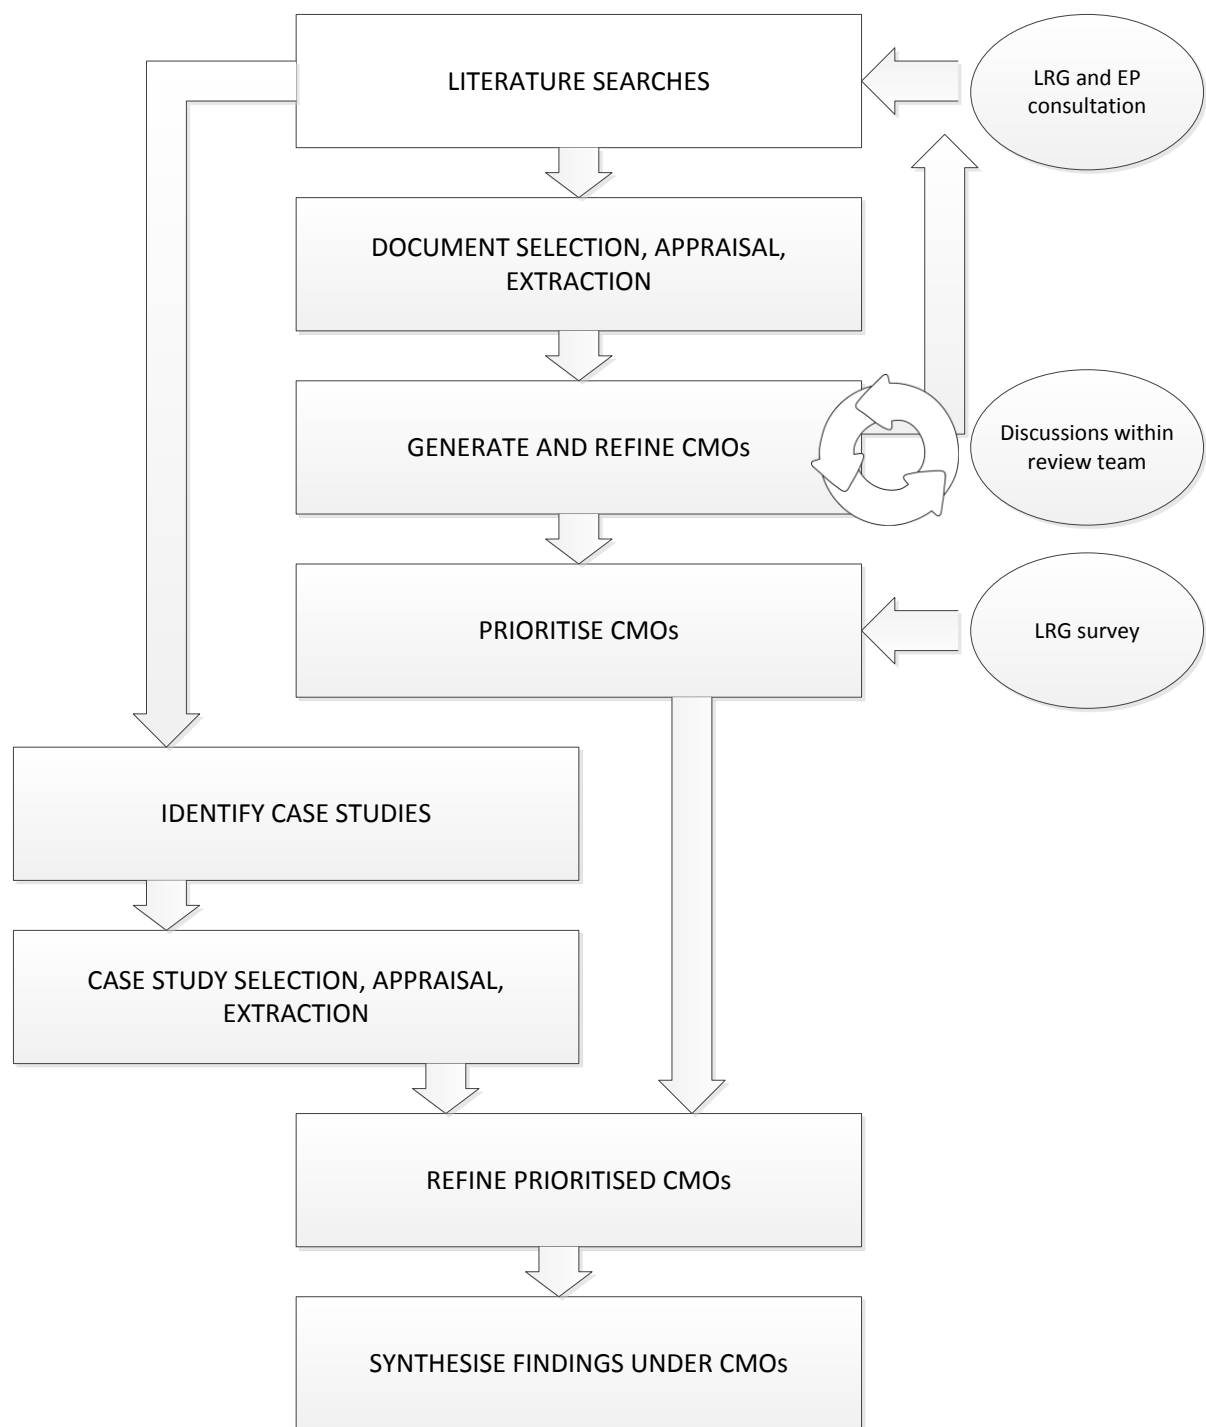 LITERATURE SEARCHES
LRG and EP
consultation
DOCUMENT SELECTION, APPRAISAL,
EXTRACTION
GENERATE AND REFINE CMOs
Discussions within
review team
PRIORITISE CMOs
LRG survey
IDENTIFY CASE STUDIES
CASE STUDY SELECTION, APPRAISAL,
EXTRACTION
REFINE PRIORITISED CMOs
SYNTHESISE FINDINGS UNDER CMOs